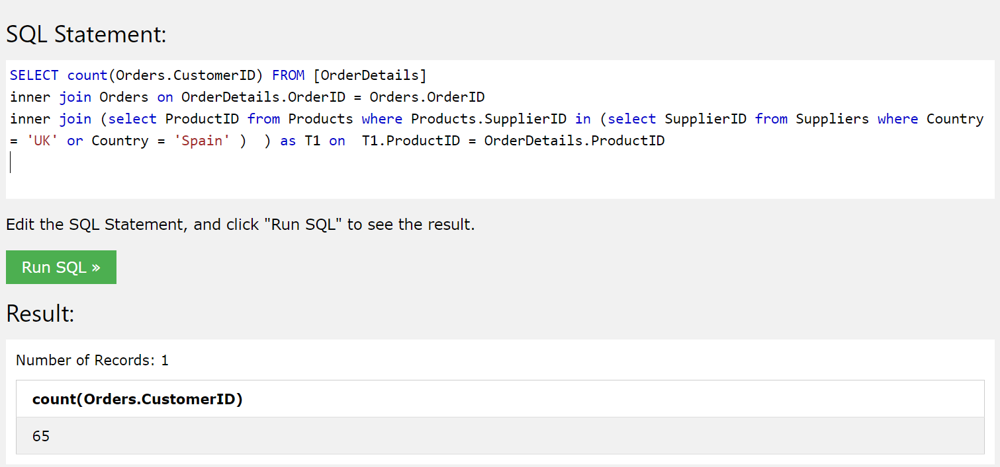 SQL Statement:
SELECT count(Orders.CustomerID) FROM [OrderDetails]
inner join Orders on OrderDetails.OrderID = Orders.OrderID
inner join (select ProductID from Products where Products.SupplierID in (select SupplierID from Suppliers where Country
= 'UK' or Country = 'Spain' )  ) as T1 on  T1.ProductID = OrderDetails.ProductID
Edit the SQL Statement, and click "Run SQL" to see the result.
Run SQL »
Result:
Number of Records: 1
count(Orders.CustomerID)
65